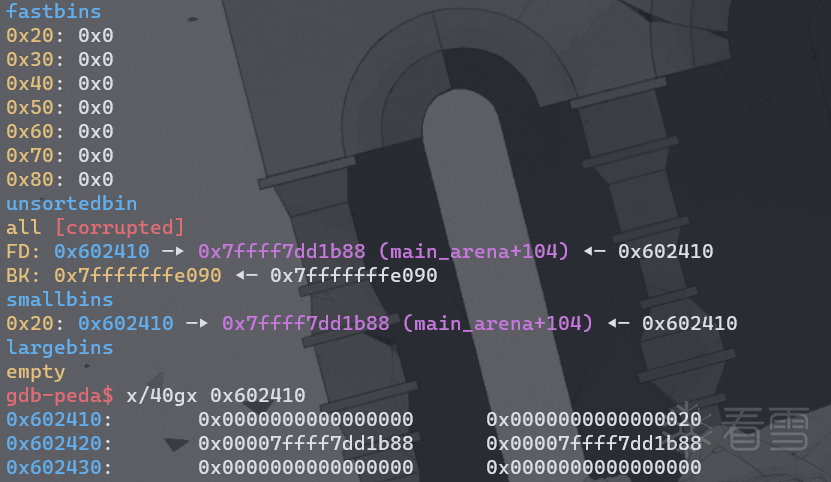 fastbins
0x20: 0x0
0x30: 0x0
0x40: 0x0
0x50: 0x0
0x60: 0x0
0x70: 0x0
0x80: 0x0
unsortedbin
all [corrupted]
FD: 0x602410 —▸ 0x7ffff7dd1b88 (main_arena+104) ◂— 0x602410
BK: 0x7fffffffe090 ◂— 0x7fffffffe090
smallbins
0x20: 0x602410 —▸ 0x7ffff7dd1b88 (main_arena+104) ◂— 0x602410
largebins
empty
gdb-peda$ x/40gx 0x602410
0x602410: 0x0000000000000000 0x0000000000000020
0x602420: 0x00007ffff7dd1b88 0x00007ffff7dd1b88
0x602430: 0x0000000000000000 0x0000000000000000
看雪